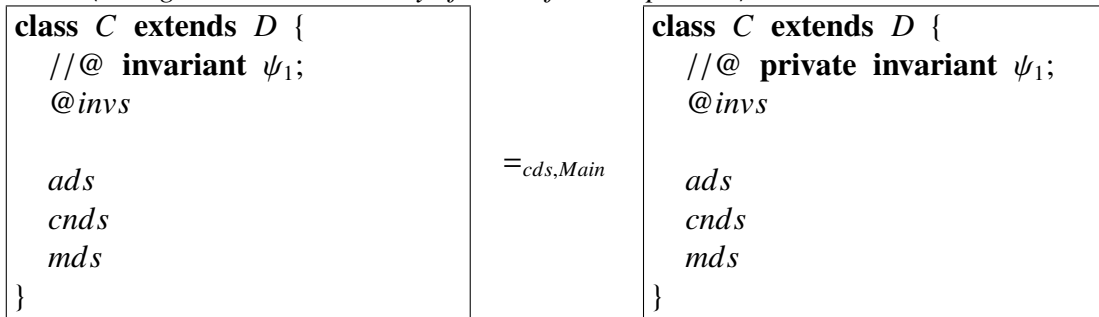 class C extends D {
//@ invariant ψ₁;
@invs
ads
cnds
mds
}
=cds,Main
class C extends D {
//@ private invariant ψ₁;
@invs
ads
cnds
mds
}